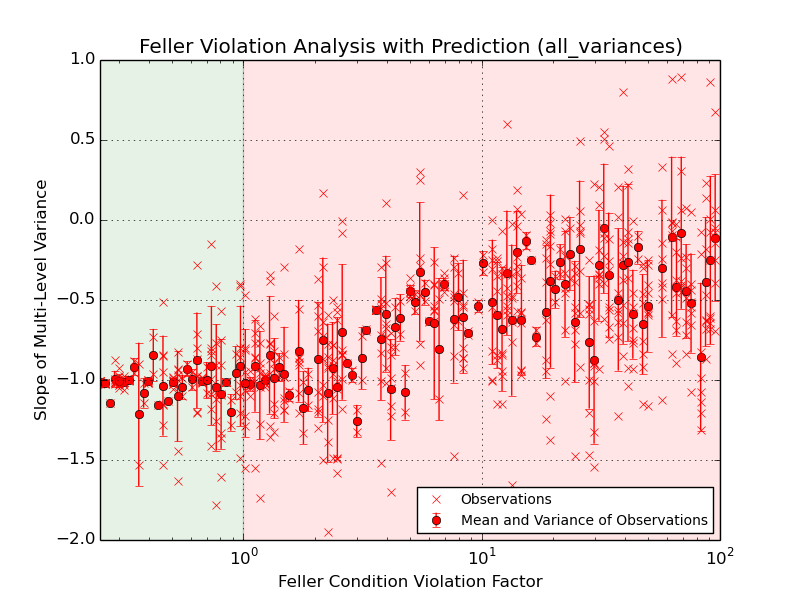 Feller Violation Analysis with Prediction (all_variances)
1.0
0.5
0.0
−0.5
−1.0
−1.5
−2.0
Slope of Multi-Level Variance
Observations
Mean and Variance of Observations
10⁰ 10¹ 10²
Feller Condition Violation Factor